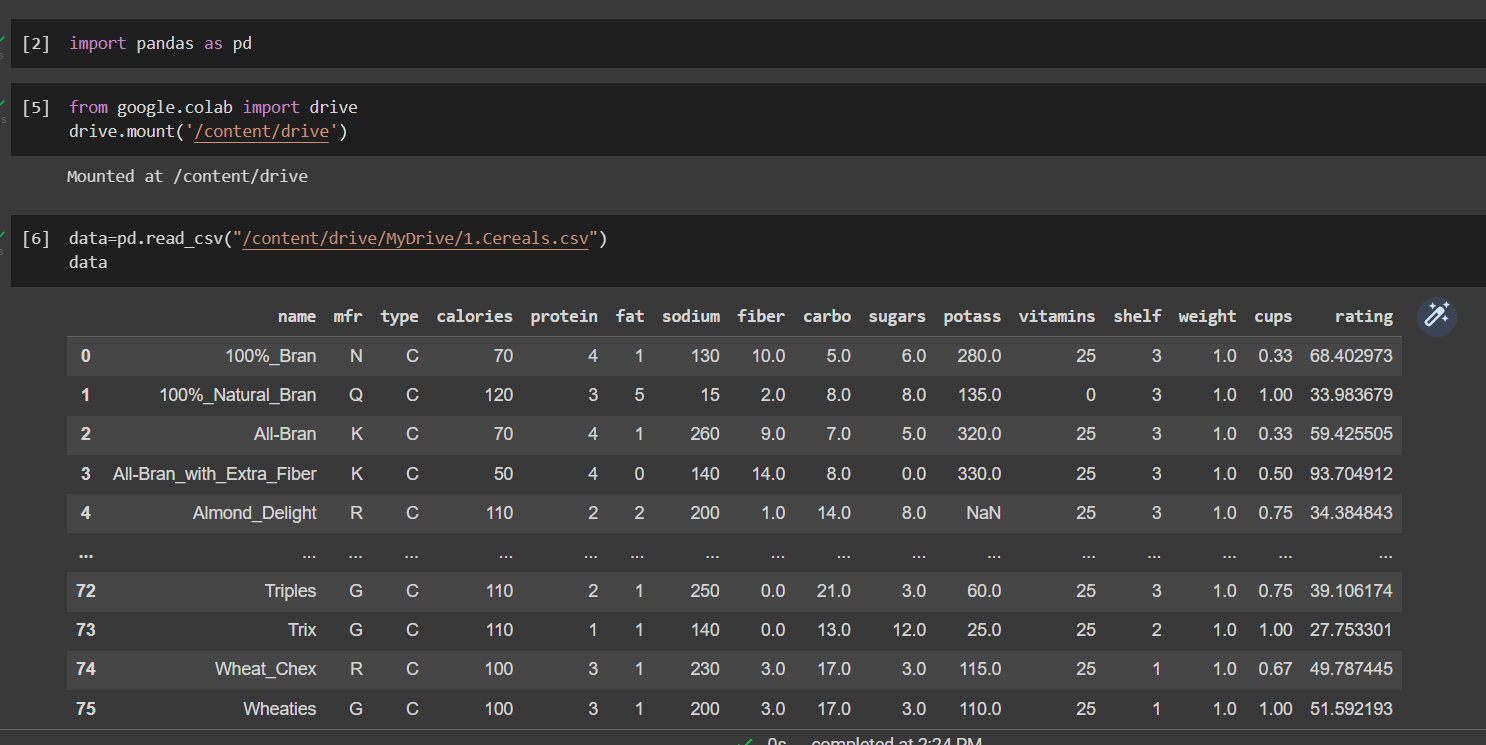 [2] import pandas as pd
[5] from google.colab import drive
drive.mount('/content/drive')
Mounted at /content/drive
[6] data=pd.read_csv("/content/drive/MyDrive/1.Cereals.csv")
data
name mfr type calories protein fat sodium fiber carbo sugars potass vitamins shelf weight cups rating
0 100%_Bran N C 70 4 1 130 10.0 5.0 6.0 280.0 25 3 1.0 0.33 68.402973
1 100%_Natural_Bran Q C 120 3 5 15 2.0 8.0 8.0 135.0 0 3 1.0 1.00 33.983679
2 All-Bran K C 70 4 1 260 9.0 7.0 5.0 320.0 25 3 1.0 0.33 59.425505
3 All-Bran_with_Extra_Fiber K C 50 4 0 140 14.0 8.0 0.0 330.0 25 3 1.0 0.50 93.704912
4 Almond_Delight R C 110 2 2 200 1.0 14.0 8.0 NaN 25 3 1.0 0.75 34.384843
... ... ... ... ... ... ... ... ... ... ... ... ... ... ... ... ...
72 Triples G C 110 2 1 250 0.0 21.0 3.0 60.0 25 3 1.0 0.75 39.106174
73 Trix G C 110 1 1 140 0.0 13.0 12.0 25.0 25 2 1.0 1.00 27.753301
74 Wheat_Chex R C 100 3 1 230 3.0 17.0 3.0 115.0 25 1 1.0 0.67 49.787445
75 Wheaties G C 100 3 1 200 3.0 17.0 3.0 110.0 25 1 1.0 1.00 51.592193
0s completed at 2:24 PM